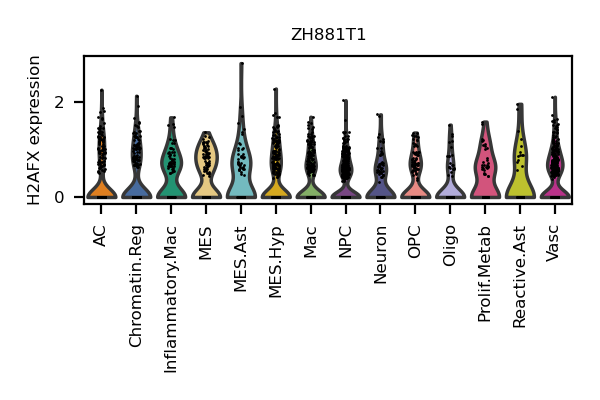 ZH881T1
H2AFX expression
2
0
AC
Chromatin.Reg
Inflammatory.Mac
MES
MES.Ast
MES.Hyp
Mac
NPC
Neuron
OPC
Oligo
Prolif.Metab
Reactive.Ast
Vasc